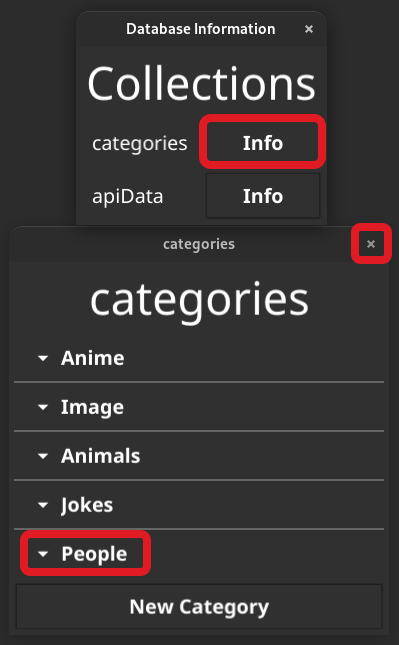 Database Information
Collections
categories Info
apiData Info
categories
categories
Anime
Image
Animals
Jokes
People
New Category